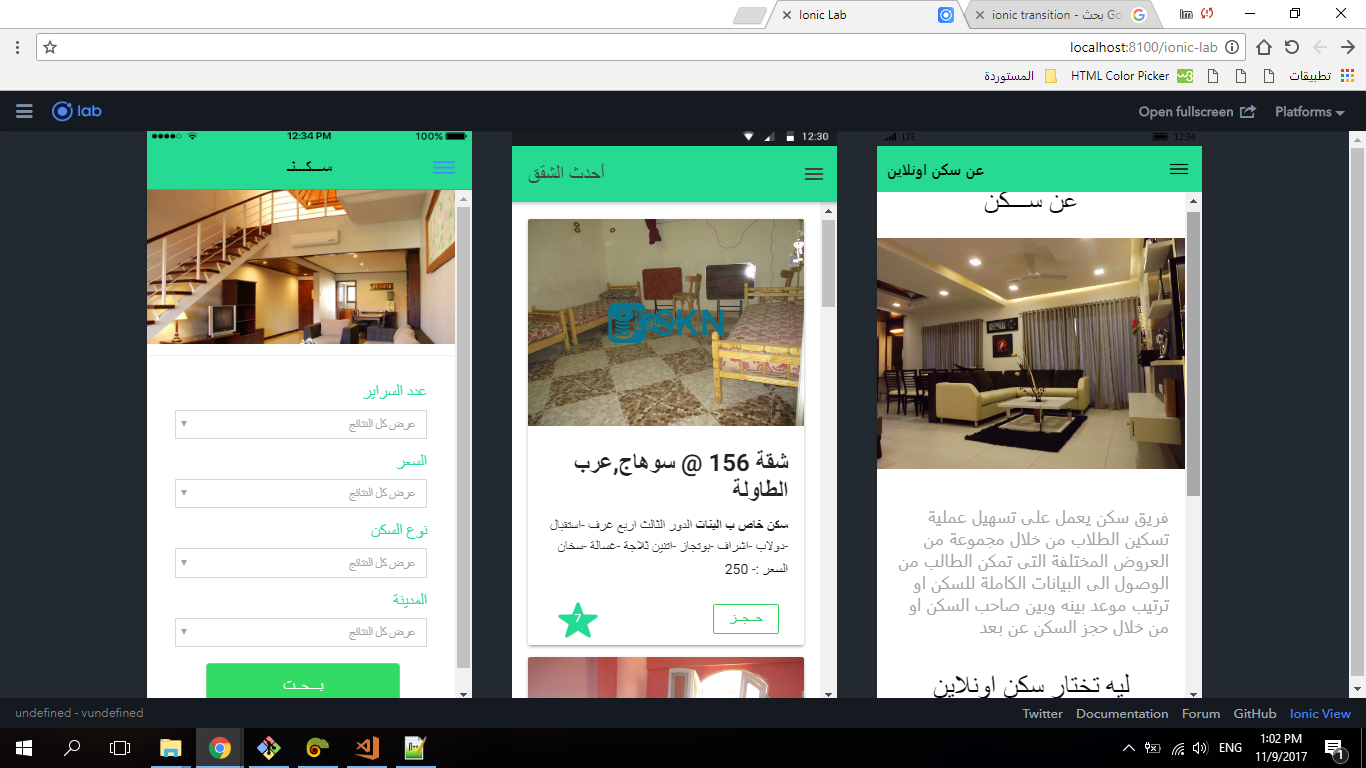 Ionic Lab
ionic transition - بحث Go
lm
localhost:8100/ionic-lab
تطبيقات
HTML Color Picker
المستوردة
lab
Open fullscreen
Platforms
12:34 PM
100%
سـكـنـ
عدد السراير
عرض كل النتائج
السعر
عرض كل النتائج
نوع السكن
عرض كل النتائج
المدينة
عرض كل النتائج
بـحـث
12:30
أحدث الشقق
SKN
شقة 156 @ سوهاج,عرب
الطاولة
سكن خاص ب البنات الدور الثالث اربع غرف -استقبال
-دولاب -اشراف -بوتجاز -اتنين ثلاجة -غسالة -سخان
السعر :- 250
حـجـز
7
LTE
12:34
عن سكن اونلاين
عن ســكن
فريق سكن يعمل على تسهيل عملية
تسكين الطلاب من خلال مجموعة من
العروض المختلفة التى تمكن الطالب من
الوصول الى البيانات الكاملة للسكن او
ترتيب موعد بينه وبين صاحب السكن او
من خلال حجز السكن عن بعد
ليه تختار سكن اونلاين
undefined - vundefined
Twitter
Documentation
Forum
GitHub
Ionic View
ENG
1:02 PM
11/9/2017
1